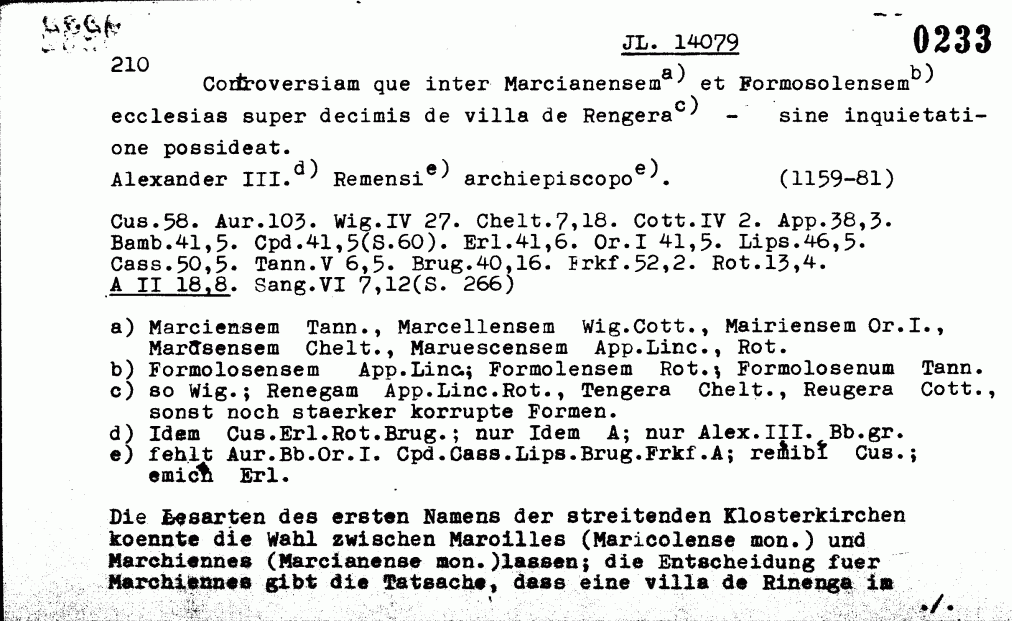 JL. 14079
0233
210
Controversiam que inter Marcianensem a) et Formosolensem b)
ecclesias super decimis de villa de Rengera c) - sine inquietati-
one possideat.
Alexander III. d) Remensi e) archiepiscopo e). (1159-81)
Cus.58. Aur.103. Wig.IV 27. Chelt.7,18. Cott.IV 2. App.38,3.
Bamb.41,5. Cpd.41,5(S.60). Erl.41,6. Or.I 41,5. Lips.46,5.
Cass.50,5. Tann.V 6,5. Brug.40,16. Frkf.52,2. Rot.13,4.
A II 18,8. Sang.VI 7,12(S. 266)
a) Marciensem Tann., Marcellensem Wig.Cott., Mairiensem Or.I.,
Chelt., Maruescensem App.Linc., Rot.
b) Formolosensem App.Linc; Formolensem Rot.; Formolosenum Tann.
c) so Wig.; Renegam App.Linc.Rot., Tengera Chelt., Reugera Cott.,
sonst noch staerker korrupte Formen.
d) Idem Cus.Erl.Rot.Brug.; nur Idem A; nur Alex.III. Bb.gr.
e) fehlt Aur.Bb.Or.I. Cpd.Cass.Lips.Brug.Frkf.A; Cus.;
emich Erl.
Die Lesarten des ersten Namens der streitenden Klosterkirchen
koennte die Wahl zwischen Maroilles (Maricolense mon.) und
Marchiennes (Marcianense mon.)lassen; die Entscheidung fuer
Marchiennes gibt die Tatsache, dass eine villa de Rinenga im
./.